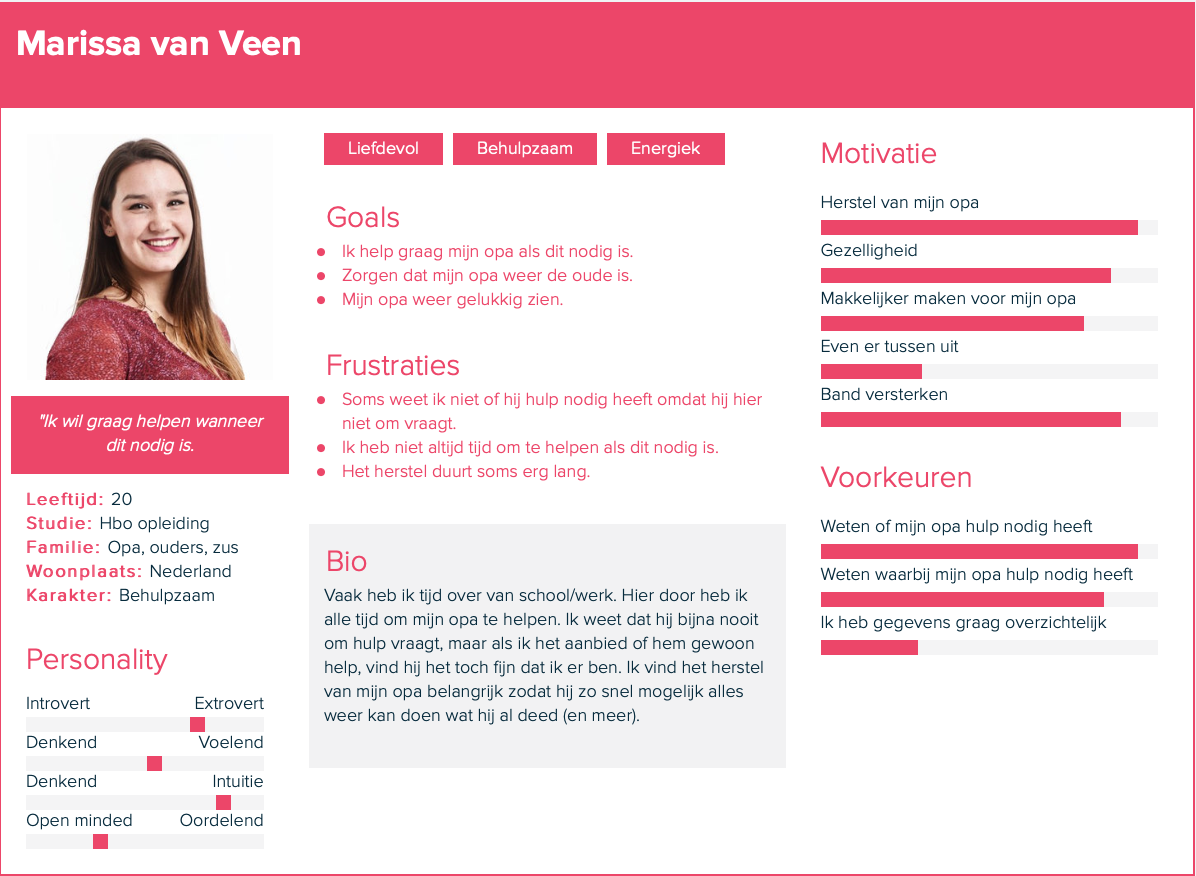 Marissa van Veen
"Ik wil graag helpen wanneer
dit nodig is.
Leeftijd: 20
Studie: Hbo opleiding
Familie: Opa, ouders, zus
Woonplaats: Nederland
Karakter: Behulpzaam
Personality
Introvert Extrovert
Denkend Voelend
Denkend Intuitie
Open minded Oordelend
Liefdevol Behulpzaam Energiek
Goals
Ik help graag mijn opa als dit nodig is.
Zorgen dat mijn opa weer de oude is.
Mijn opa weer gelukkig zien.
Frustraties
Soms weet ik niet of hij hulp nodig heeft omdat hij hier
niet om vraagt.
Ik heb niet altijd tijd om te helpen als dit nodig is.
Het herstel duurt soms erg lang.
Bio
Vaak heb ik tijd over van school/werk. Hier door heb ik
alle tijd om mijn opa te helpen. Ik weet dat hij bijna nooit
om hulp vraagt, maar als ik het aanbied of hem gewoon
help, vind hij het toch fijn dat ik er ben. Ik vind het herstel
van mijn opa belangrijk zodat hij zo snel mogelijk alles
weer kan doen wat hij al deed (en meer).
Motivatie
Herstel van mijn opa
Gezelligheid
Makkelijker maken voor mijn opa
Even er tussen uit
Band versterken
Voorkeuren
Weten of mijn opa hulp nodig heeft
Weten waarbij mijn opa hulp nodig heeft
Ik heb gegevens graag overzichtelijk